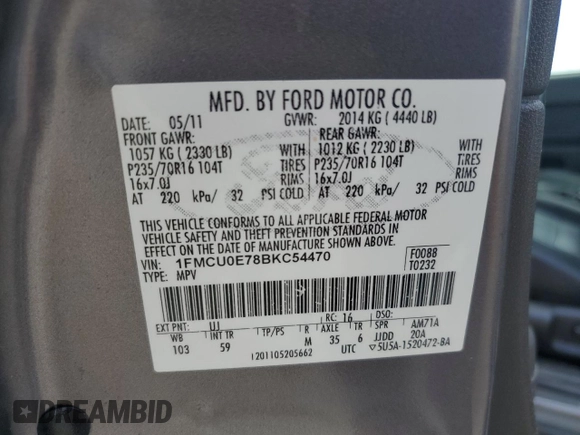 MFD. BY FORD MOTOR CO.
DATE: 05/11 GVWR: 2014 KG ( 4440 LB)
FRONT GAWR: REAR GAWR:
1057 KG ( 2330 LB) WITH 1012 KG ( 2230 LB) WITH
P235/70R16 104T TIRES P235/70R16 104T TIRES
16x7.0J RIMS 16x7.0J RIMS
AT 220 kPa/ 32 PSI COLD AT 220 kPa/ 32 PSI COLD
THIS VEHICLE CONFORMS TO ALL APPLICABLE FEDERAL MOTOR
VEHICLE SAFETY AND THEFT PREVENTION STANDARDS IN
EFFECT ON THE DATE OF MANUFACTURE SHOWN ABOVE.
VIN: 1FMCU0E78BKC54470 F0088
TYPE: MPV T0232
EXT PNT: UJ RC: 16 DSO:
WB INT TR TP/PS R AXLE TR SPR AM71A
103 59 M 35 6 JJDD 20A
12011052056​62 UTC ▽5U5A-1520472-BA
DREAMBID